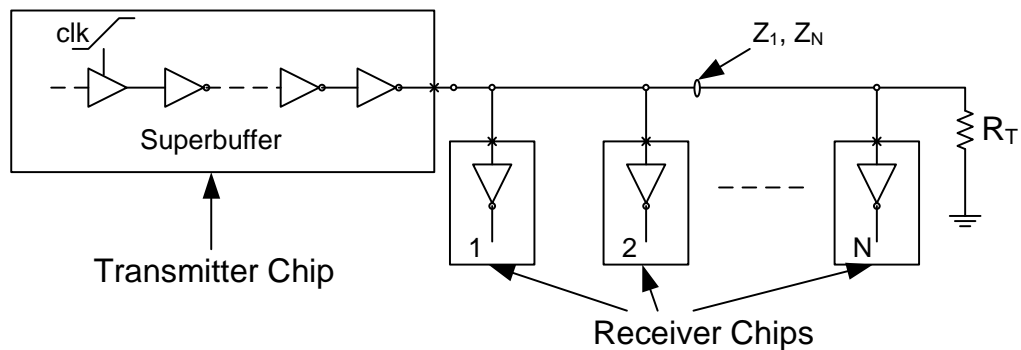 clk
Superbuffer
Z1, ZN
RT
1
2
N
Transmitter Chip
Receiver Chips